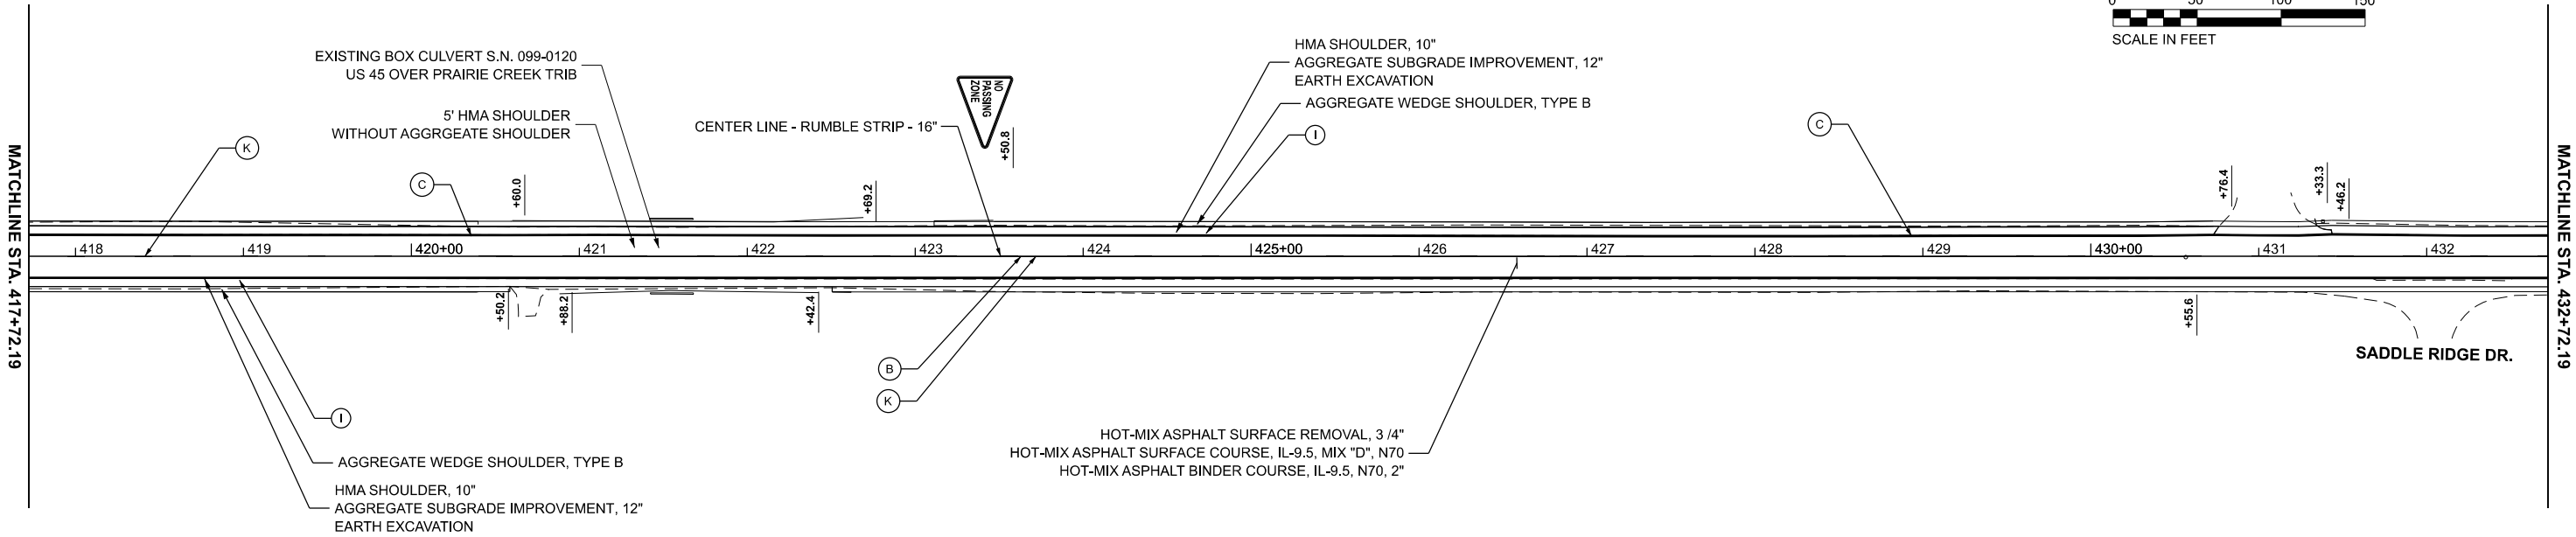 0 50 100 150
SCALE IN FEET
EXISTING BOX CULVERT S.N. 099-0120
US 45 OVER PRAIRIE CREEK TRIB
5' HMA SHOULDER
WITHOUT AGGRGEATE SHOULDER
CENTER LINE - RUMBLE STRIP - 16"
NO
PASSING
ZONE
+50.8
HMA SHOULDER, 10"
AGGREGATE SUBGRADE IMPROVEMENT, 12"
EARTH EXCAVATION
AGGREGATE WEDGE SHOULDER, TYPE B
I
C
K
C
+60.0
+69.2
+76.4
+33.3
+46.2
MATCHLINE STA. 417+72.19
418 419 420+00 421 422 423 424 425+00 426 427 428 429 430+00 431 432
MATCHLINE STA. 432+72.19
+50.2
+88.2
+42.4
+55.6
SADDLE RIDGE DR.
B
K
I
AGGREGATE WEDGE SHOULDER, TYPE B
HMA SHOULDER, 10"
AGGREGATE SUBGRADE IMPROVEMENT, 12"
EARTH EXCAVATION
HOT-MIX ASPHALT SURFACE REMOVAL, 3 /4"
HOT-MIX ASPHALT SURFACE COURSE, IL-9.5, MIX "D", N70
HOT-MIX ASPHALT BINDER COURSE, IL-9.5, N70, 2"